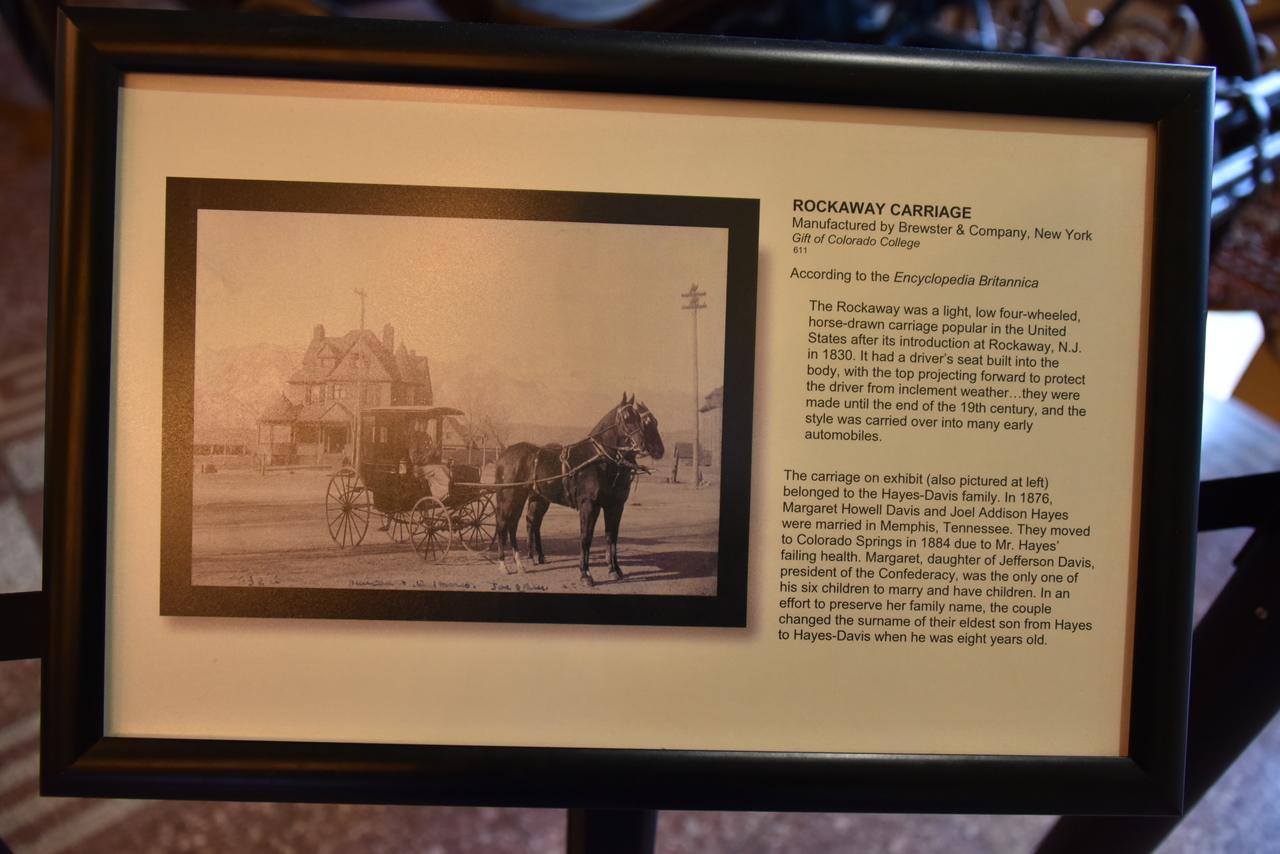 ROCKAWAY CARRIAGE
Manufactured by Brewster & Company, New York
Gift of Colorado College
611
According to the Encyclopedia Britannica
The Rockaway was a light, low four-wheeled,
horse-drawn carriage popular in the United
States after its introduction at Rockaway, N.J.
in 1830. It had a driver's seat built into the
body, with the top projecting forward to protect
the driver from inclement weather…they were
made until the end of the 19th century, and the
style was carried over into many early
automobiles.
The carriage on exhibit (also pictured at left)
belonged to the Hayes-Davis family. In 1876,
Margaret Howell Davis and Joel Addison Hayes
were married in Memphis, Tennessee. They moved
to Colorado Springs in 1884 due to Mr. Hayes'
failing health. Margaret, daughter of Jefferson Davis,
president of the Confederacy, was the only one of
his six children to marry and have children. In an
effort to preserve her family name, the couple
changed the surname of their eldest son from Hayes
to Hayes-Davis when he was eight years old.